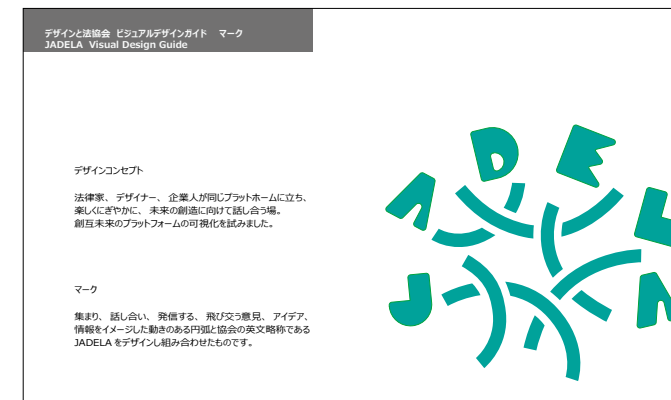 デザインと法協会 ビジュアルデザインガイド　マーク
JADELA Visual Design Guide
デザインコンセプト
法律家、デザイナー、企業人が同じプラットホームに立ち、
楽しくにぎやかに、未来の創造に向けて話し合う場。
創互未来のプラットフォームの可視化を試みました。
マーク
集まり、話し合い、発信する、飛び交う意見、アイデア、
情報をイメージした動きのある円弧と協会の英文略称である
JADELA をデザインし組み合わせたものです。
JADELA